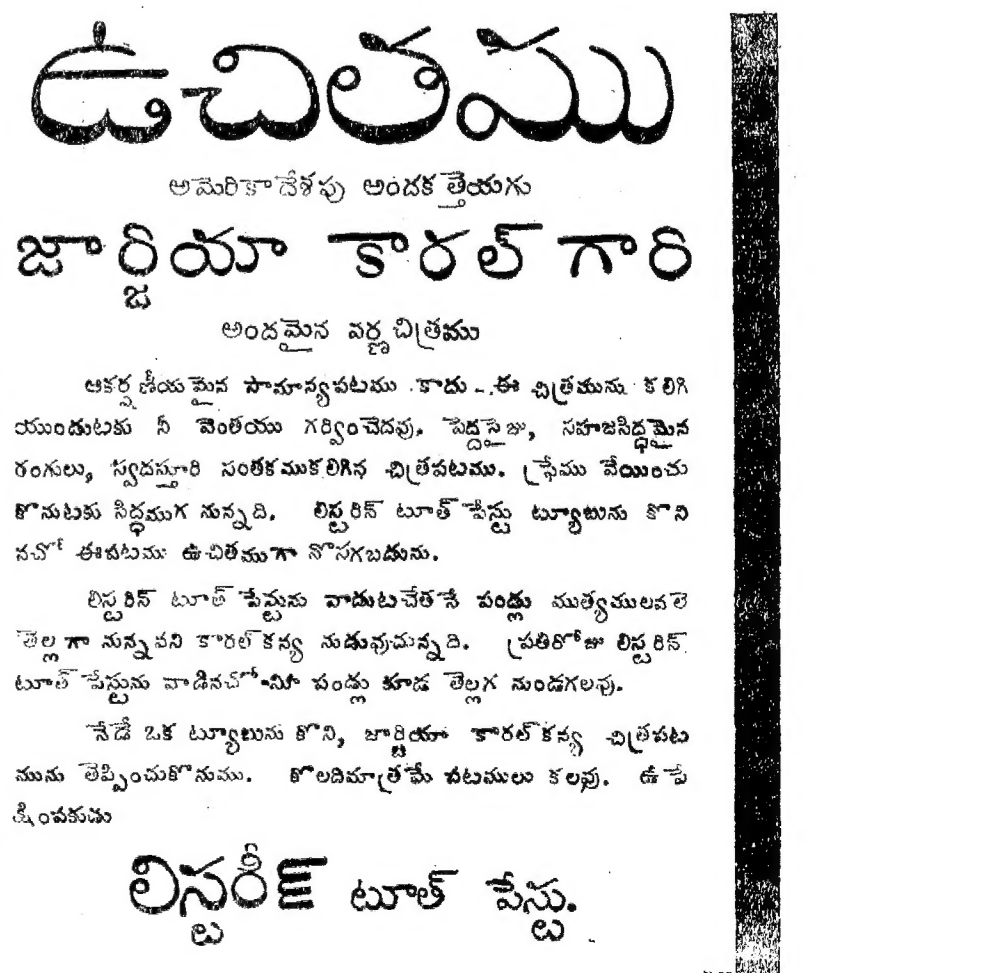 ఉచితము
అమెరికాదేశపు అందకత్తెయగు
జార్జియా కారల్ గారి
అందమైన వర్ణచిత్రము
ఆకర్షణీయమైన సామాన్యపటము కాదు - ఈ చిత్రమును కలిగి
యుండుటకు నీ వెంతయు గర్వించెదవు. పెద్దసైజు, సహజసిద్ధమైన
రంగులు, స్వదస్తూరి సంతకముకలిగిన చిత్రపటము. ఫ్రేము వేయించు
కొనుటకు సిద్ధముగ నున్నది. లిస్టరిన్ టూత్ పేస్టు ట్యూబును కొని
నచో ఈపటము ఉచితముగా నొసగబడును.
లిస్టరిన్ టూత్ పేస్టును వాడుటచేతనే పండ్లు ముత్యములవలె
తెల్లగా నున్నవని కారల్ కన్య నుడువుచున్నది. ప్రతిరోజు లిస్టరిన్
టూత్ పేస్టును వాడినచో నీ పండ్లు కూడ తెల్లగ నుండగలవు.
నేడే ఒక ట్యూబును కొని, జార్జియా కారల్ కన్య చిత్రపట
మును తెప్పించుకొనుము. కొలదిమాత్రమే పటములు కలవు. ఉపే
క్షింపకుడు
లిస్టరీన్ టూత్ పేస్టు.